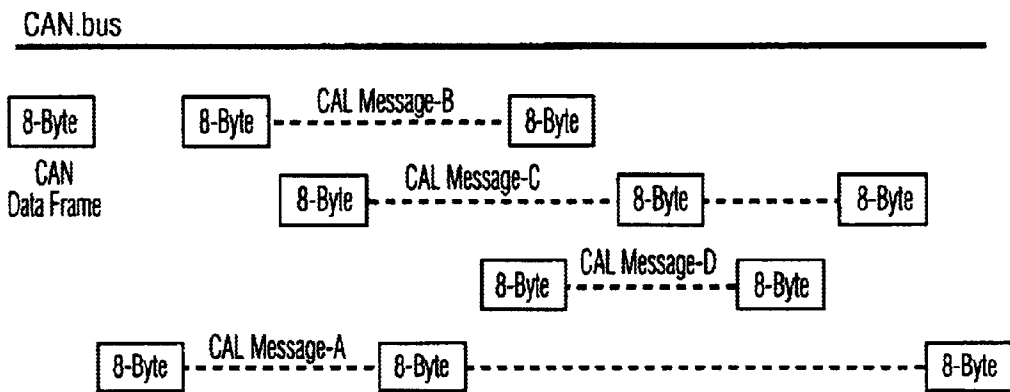 CAN.bus
8-Byte 8-Byte CAL Message-B 8-Byte
CAN
Data Frame
8-Byte CAL Message-C 8-Byte 8-Byte
8-Byte CAL Message-D 8-Byte
8-Byte CAL Message-A 8-Byte 8-Byte